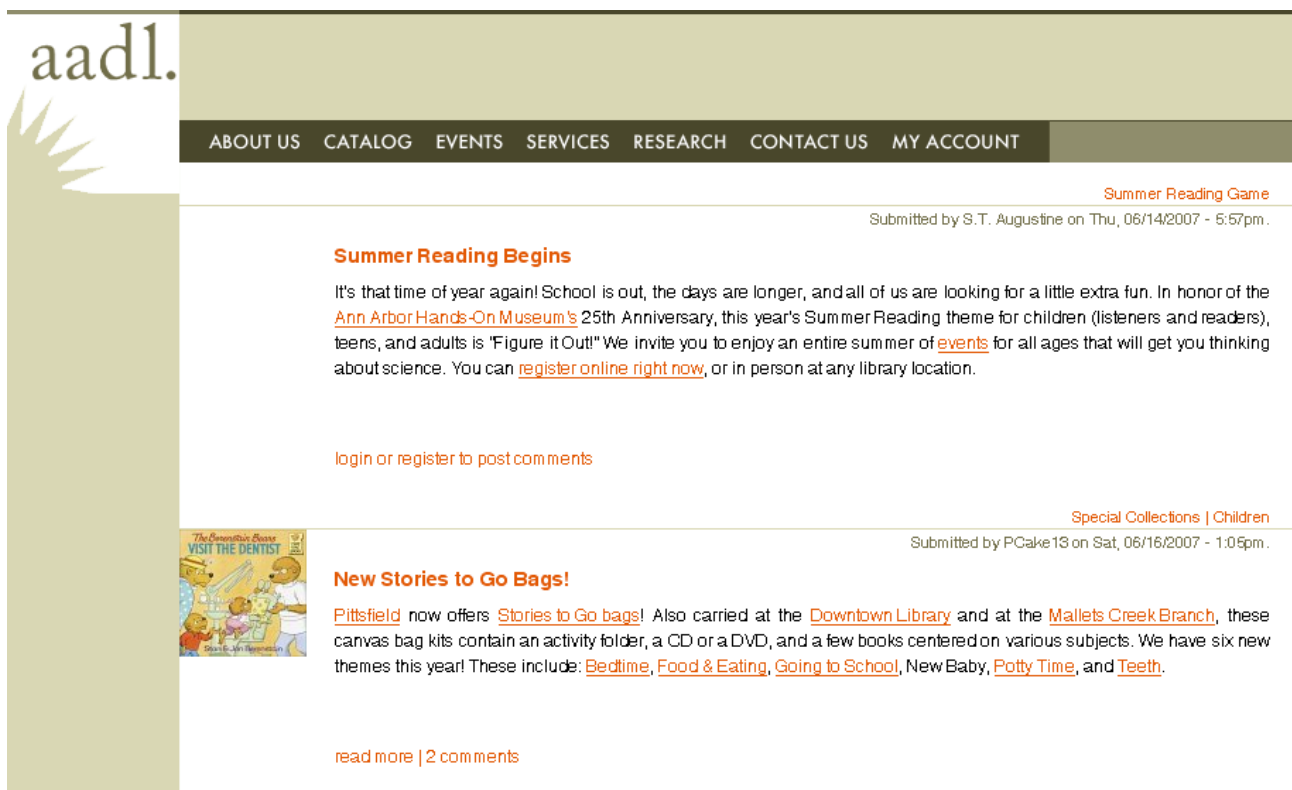 aadl.
ABOUT US CATALOG EVENTS SERVICES RESEARCH CONTACT US MY ACCOUNT
Summer Reading Game
Submitted by S.T. Augustine on Thu, 06/14/2007 - 5:57pm.
Summer Reading Begins
It's that time of year again! School is out, the days are longer, and all of us are looking for a little extra fun. In honor of the
Ann Arbor Hands-On Museum's 25th Anniversary, this year's Summer Reading theme for children (listeners and readers),
teens, and adults is "Figure it Out!" We invite you to enjoy an entire summer of events for all ages that will get you thinking
about science. You can register online right now, or in person at any library location.
login or register to post comments
Special Collections | Children
Submitted by PCake13 on Sat, 06/16/2007 - 1:05pm.
The Berenstain Bears
VISIT THE DENTIST
Stan & Jan Berenstain
New Stories to Go Bags!
Pittsfield now offers Stories to Go bags! Also carried at the Downtown Library and at the Mallets Creek Branch, these
canvas bag kits contain an activity folder, a CD or a DVD, and a few books centered on various subjects. We have six new
themes this year! These include: Bedtime, Food & Eating, Going to School, New Baby, Potty Time, and Teeth.
read more | 2 comments